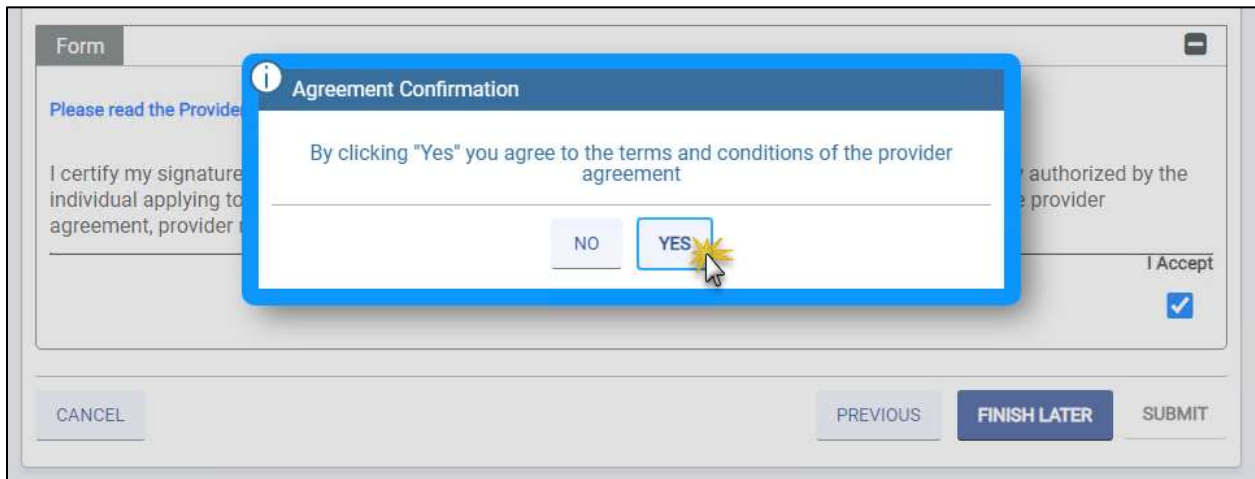 Form
Agreement Confirmation
Please read the Provider
By clicking "Yes" you agree to the terms and conditions of the provider
agreement
I certify my signature
authorized by the
individual applying to
provider
agreement, provider
NO
YES
I Accept
CANCEL
PREVIOUS
FINISH LATER
SUBMIT